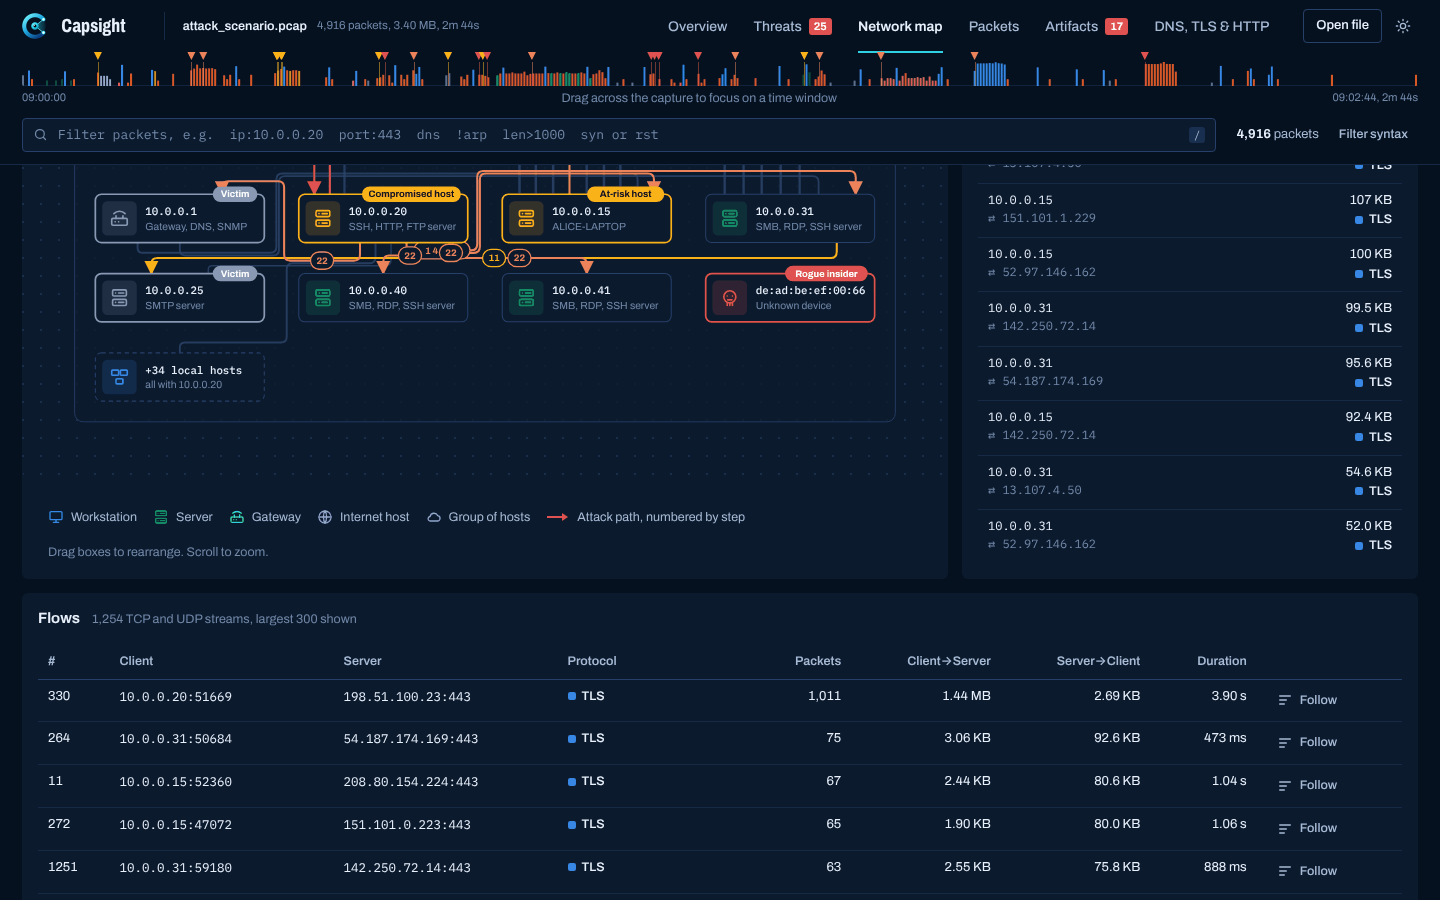 Capsight
attack_scenario.pcap 4,916 packets, 3.40 MB, 2m 44s
Overview
Threats 25
Network map
Packets
Artifacts 17
DNS, TLS & HTTP
Open file
09:00:00
Drag across the capture to focus on a time window
09:02:44, 2m 44s
Filter packets, e.g. ip:10.0.0.20 port:443 dns !arp len>1000 syn or rst
/
4,916 packets
Filter syntax
Victim
10.0.0.1
Gateway, DNS, SNMP
Compromised host
10.0.0.20
SSH, HTTP, FTP server
At-risk host
10.0.0.15
ALICE-LAPTOP
10.0.0.31
SMB, RDP, SSH server
22
22
14
22
11
22
Victim
10.0.0.25
SMTP server
10.0.0.40
SMB, RDP, SSH server
10.0.0.41
SMB, RDP, SSH server
Rogue insider
de:ad:be:ef:00:66
Unknown device
+34 local hosts
all with 10.0.0.20
Workstation
Server
Gateway
Internet host
Group of hosts
Attack path, numbered by step
Drag boxes to rearrange. Scroll to zoom.
TLS
10.0.0.15 107 KB
⇄ 151.101.1.229 TLS
10.0.0.15 100 KB
⇄ 52.97.146.162 TLS
10.0.0.31 99.5 KB
⇄ 142.250.72.14 TLS
10.0.0.31 95.6 KB
⇄ 54.187.174.169 TLS
10.0.0.15 92.4 KB
⇄ 142.250.72.14 TLS
10.0.0.31 54.6 KB
⇄ 13.107.4.50 TLS
10.0.0.31 52.0 KB
⇄ 52.97.146.162 TLS
Flows 1,254 TCP and UDP streams, largest 300 shown
# Client Server Protocol Packets Client→Server Server→Client Duration
330 10.0.0.20:51669 198.51.100.23:443 TLS 1,011 1.44 MB 2.69 KB 3.90 s Follow
264 10.0.0.31:50684 54.187.174.169:443 TLS 75 3.06 KB 92.6 KB 473 ms Follow
11 10.0.0.15:52360 208.80.154.224:443 TLS 67 2.44 KB 80.6 KB 1.04 s Follow
272 10.0.0.15:47072 151.101.0.223:443 TLS 65 1.90 KB 80.0 KB 1.06 s Follow
1251 10.0.0.31:59180 142.250.72.14:443 TLS 63 2.55 KB 75.8 KB 888 ms Follow